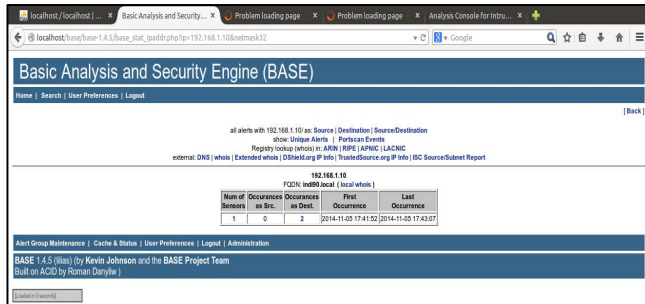 localhost / localhost | ... x Basic Analysis and Security... x Problem loading page x Problem loading page x Analysis Console for Intru... x
localhost/base/base-1.4.5/base_stat_ipaddr.php?ip=192.168.1.10&netmask32 Google
Basic Analysis and Security Engine (BASE)
Home | Search | User Preferences | Logout
[ Back ]
all alerts with 192.168.1.10/ as: Source | Destination | Source/Destination
show: Unique Alerts | Portscan Events
Registry lookup (whois) in: ARIN | RIPE | APNIC | LACNIC
external: DNS | whois | Extended whois | DShield.org IP Info | TrustedSource.org IP Info | ISC Source/Subnet Report
192.168.1.10
FQDN: indi90.local ( local whois )
Num of Sensors Occurances as Src. Occurances as Dest. First Occurrence Last Occurrence
1 0 2 2014-11-05 17:41:52 2014-11-05 17:43:07
Alert Group Maintenance | Cache & Status | User Preferences | Logout | Administration
BASE 1.4.5 (lilias) (by Kevin Johnson and the BASE Project Team
Built on ACID by Roman Danyliw )
[Loaded in 0 seconds]